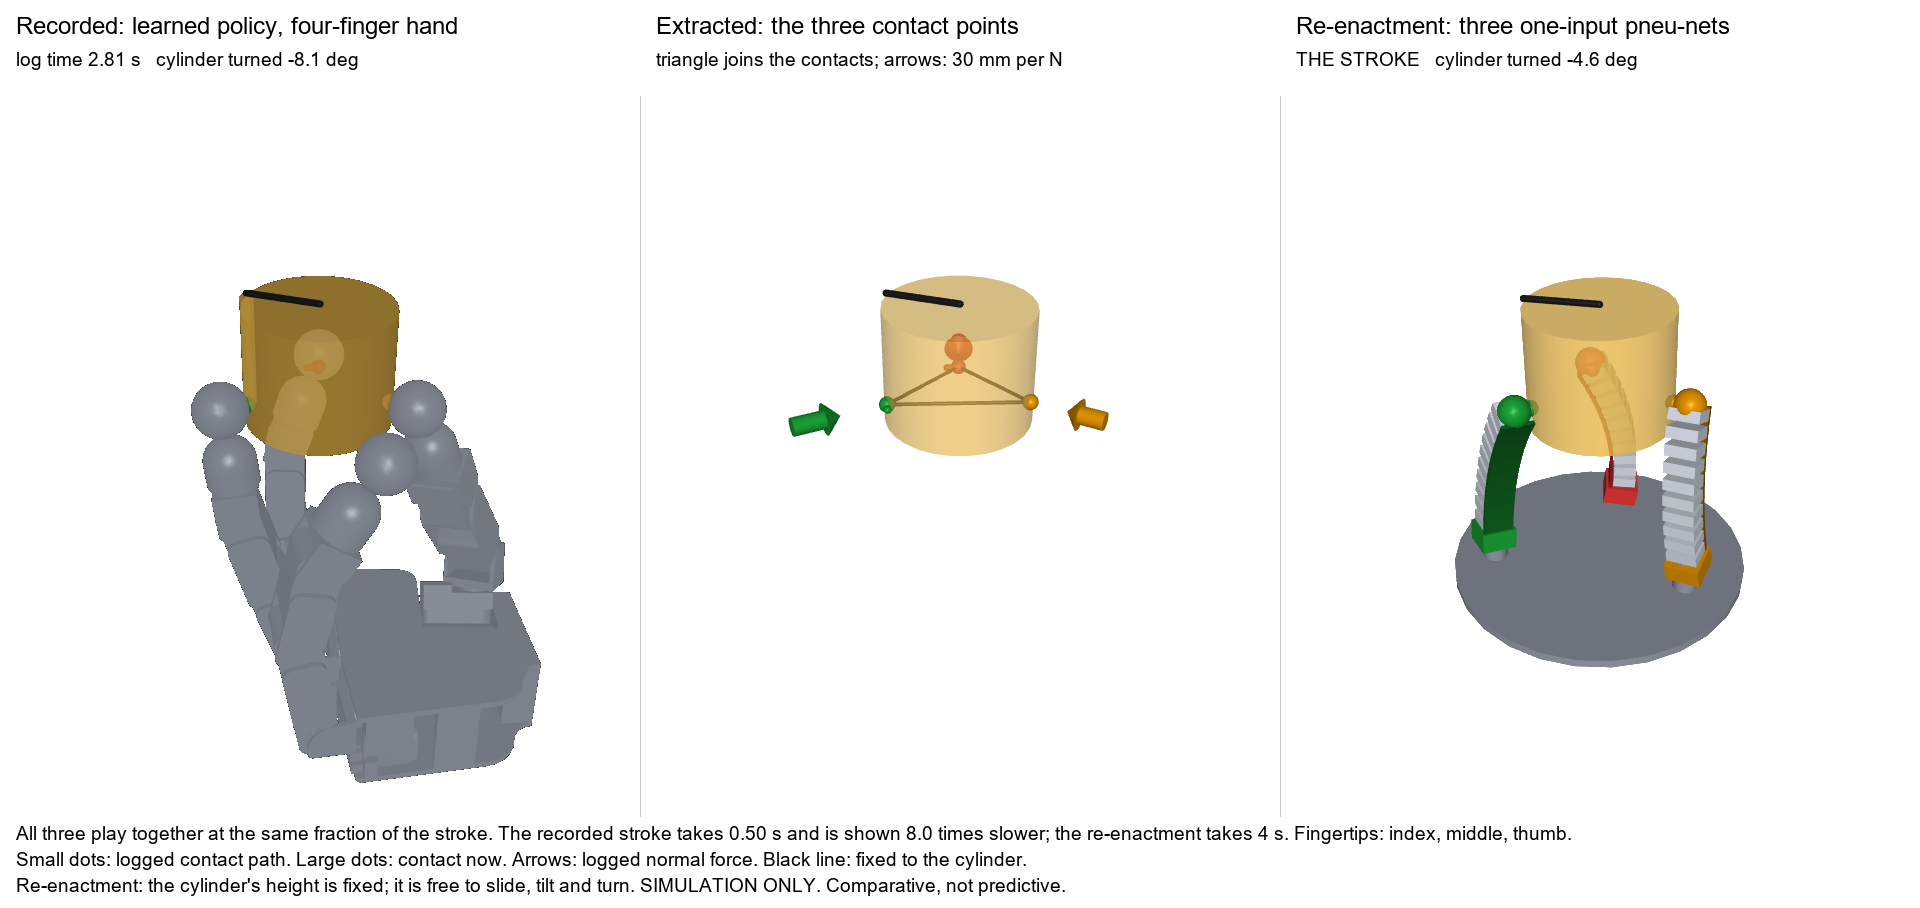 Recorded: learned policy, four-finger hand
log time 2.81 s   cylinder turned -8.1 deg
Extracted: the three contact points
triangle joins the contacts; arrows: 30 mm per N
Re-enactment: three one-input pneu-nets
THE STROKE   cylinder turned -4.6 deg
All three play together at the same fraction of the stroke. The recorded stroke takes 0.50 s and is shown 8.0 times slower; the re-enactment takes 4 s. Fingertips: index, middle, thumb.
Small dots: logged contact path. Large dots: contact now. Arrows: logged normal force. Black line: fixed to the cylinder.
Re-enactment: the cylinder's height is fixed; it is free to slide, tilt and turn. SIMULATION ONLY. Comparative, not predictive.